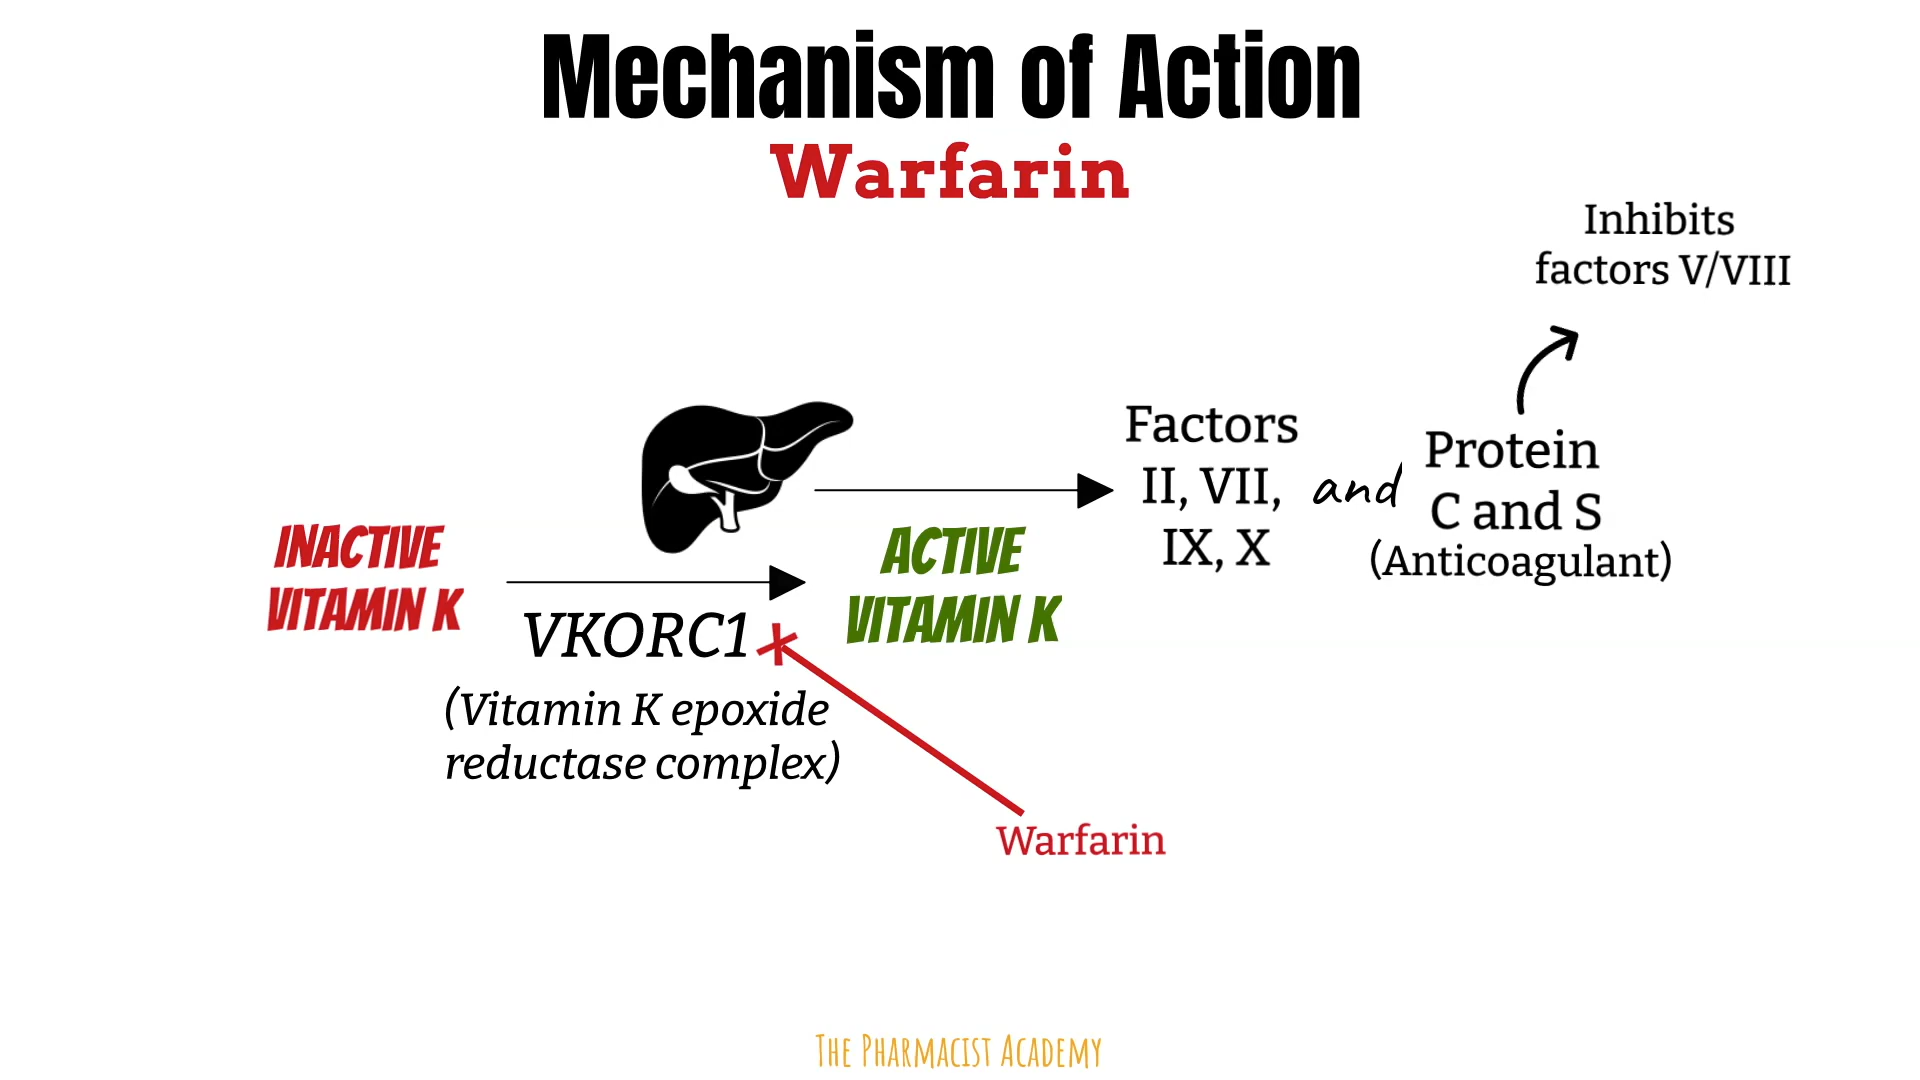 Mechanism of Action
Warfarin
Inhibits
factors V/VIII
Factors
II, VII,
IX, X
and
Protein
C and S
(Anticoagulant)
INACTIVE
VITAMIN K
ACTIVE
VITAMIN K
VKORC1
(Vitamin K epoxide
reductase complex)
Warfarin
THE PHARMACIST ACADEMY